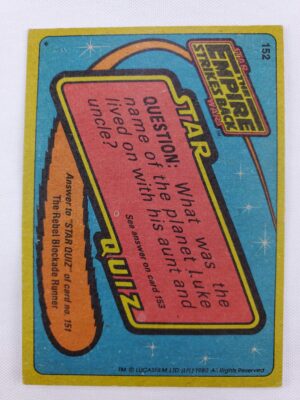 152
STAR
THE
EMPIRE
STRIKES BACK
WARS
STAR
QUIZ
QUESTION: What was the
name of the planet Luke
lived on with his aunt and
uncle?
See answer on card 153
Answer to "STAR QUIZ" of card no. 151
The Rebel Blockade Runner
TM: © LUCASFILM LTD. (LFL) 1980. All Rights Reserved